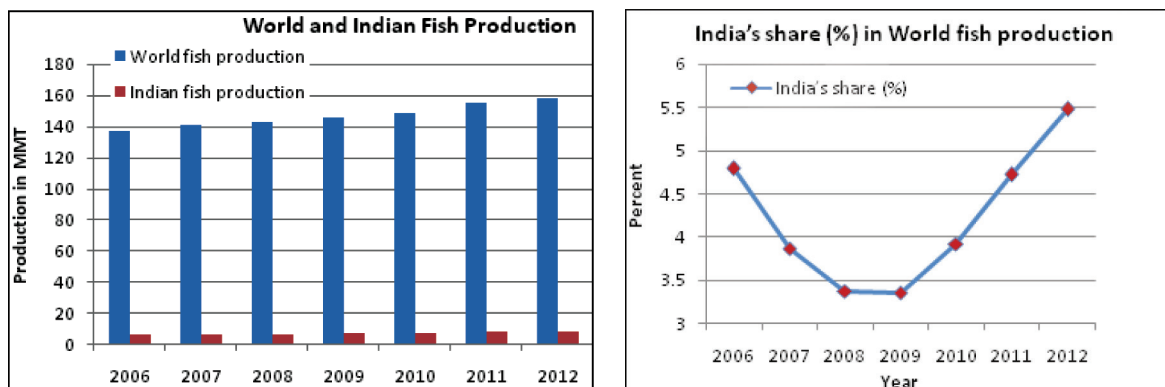 World and Indian Fish Production
World fish production
Indian fish production
Production in MMT
180
160
140
120
100
80
60
40
20
0
2006 2007 2008 2009 2010 2011 2012
India's share (%) in World fish production
India's share (%)
Percent
6
5.5
5
4.5
4
3.5
3
2006 2007 2008 2009 2010 2011 2012
Year